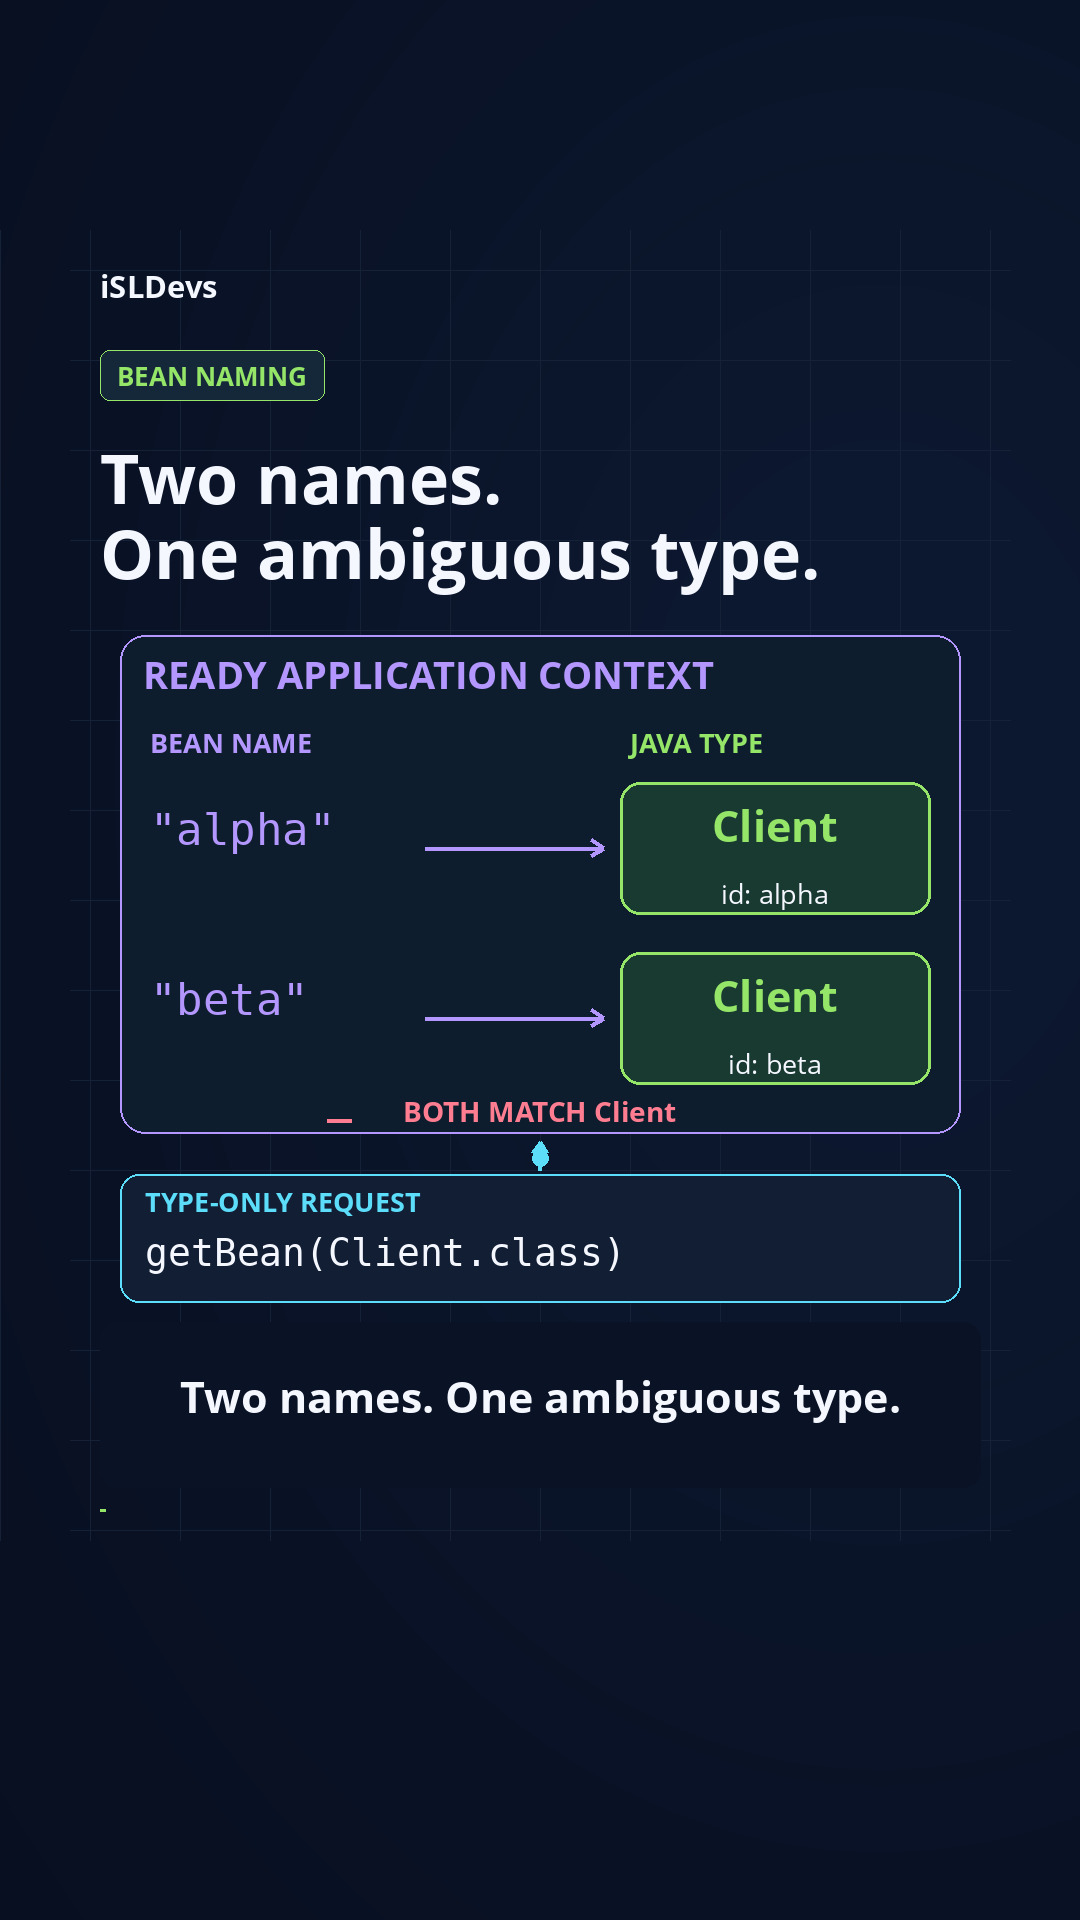 iSLDevs
BEAN NAMING
Two names.
One ambiguous type.
READY APPLICATION CONTEXT
BEAN NAME
JAVA TYPE
"alpha"
Client
id: alpha
"beta"
Client
id: beta
BOTH MATCH Client
TYPE-ONLY REQUEST
getBean(Client.class)
Two names. One ambiguous type.